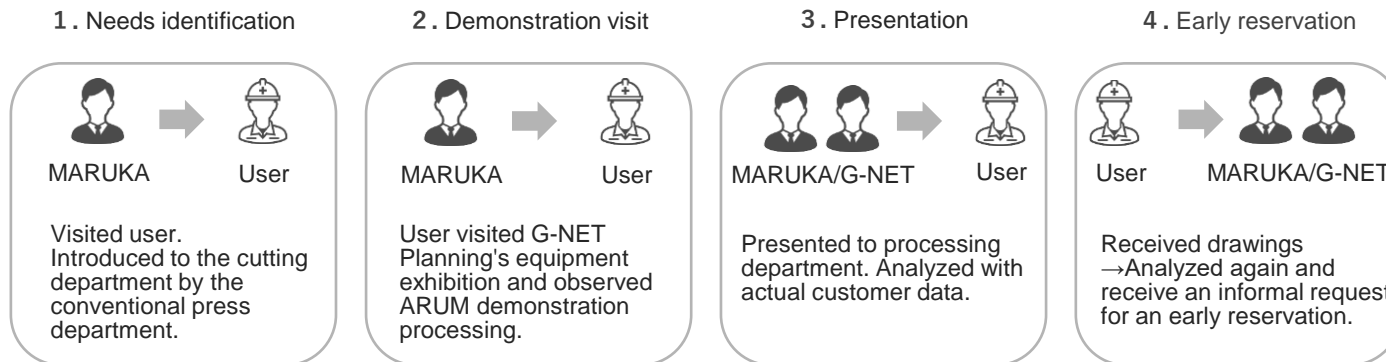 1. Needs identification
MARUKA
User
Visited user.
Introduced to the cutting
department by the
conventional press
department.
2. Demonstration visit
MARUKA
User
User visited G-NET
Planning's equipment
exhibition and observed
ARUM demonstration
processing.
3. Presentation
MARUKA/G-NET
User
Presented to processing
department. Analyzed with
actual customer data.
4. Early reservation
User
MARUKA/G-NET
Received drawings
→Analyzed again and
receive an informal request
for an early reservation.